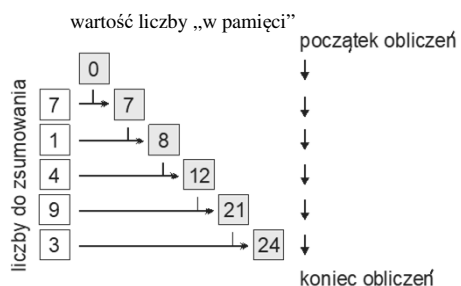 wartość liczby „w pamięci”
początek obliczeń
0
7 7
1 8
4 12
9 21
3 24
liczby do zsumowania
koniec obliczeń